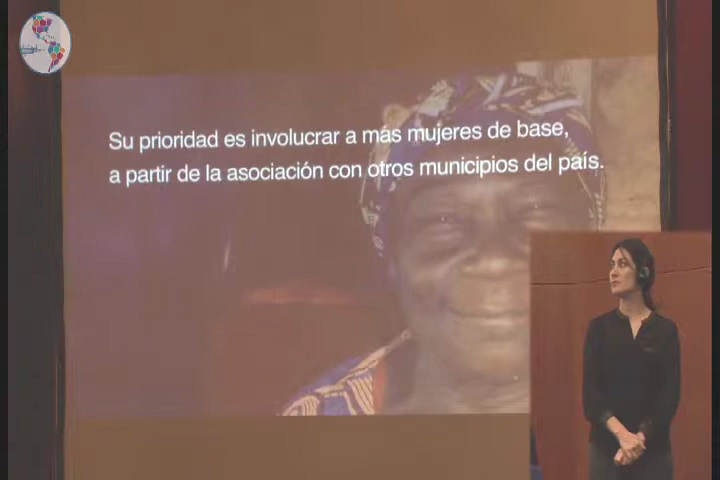 Su prioridad es involucrar a más mujeres de base,
a partir de la asociación con otros municipios del país.